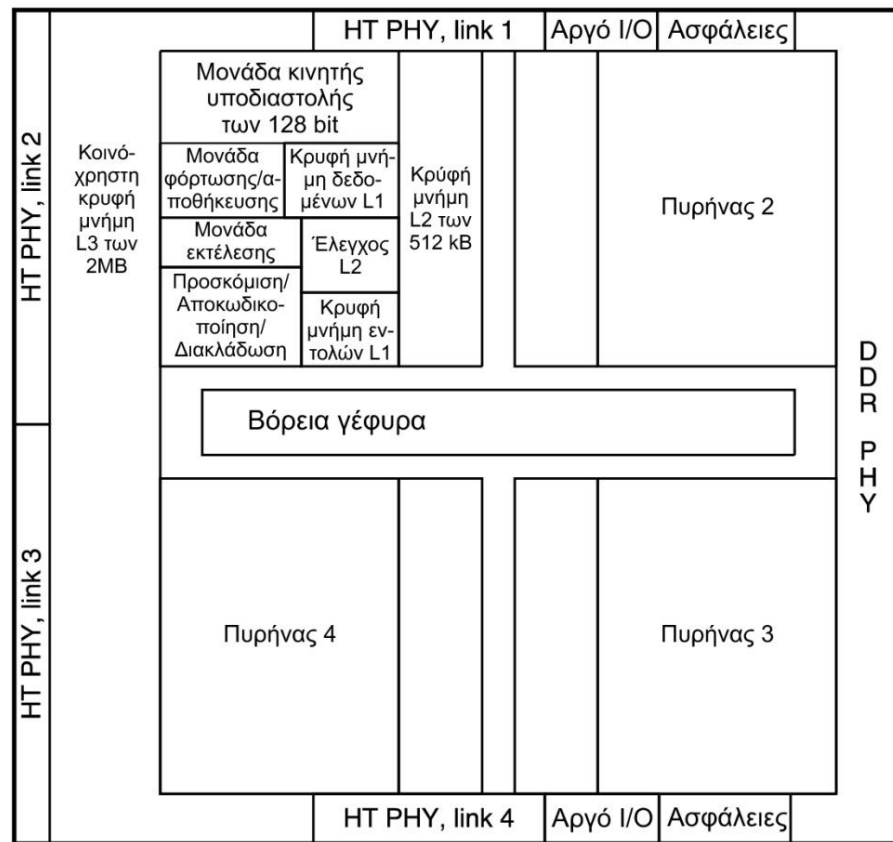 HT PHY, link 1
Αργό I/O
Ασφάλειες
HT PHY, link 2
Κοινό-
χρηστη
κρυφή
μνήμη
L3 των
2MB
Μονάδα κινητής
υποδιαστολής
των 128 bit
Μονάδα
φόρτωσης/α-
ποθήκευσης
Κρυφή μνή-
μη δεδο-
μένων L1
Μονάδα
εκτέλεσης
Έλεγχος
L2
Προσκόμιση/
Αποκωδικο-
ποίηση/
Διακλάδωση
Κρυφή
μνήμη εν-
τολών L1
Κρύφή
μνήμη
L2 των
512 kB
Πυρήνας 2
Βόρεια γέφυρα
DDR PHY
HT PHY, link 3
Πυρήνας 4
Πυρήνας 3
HT PHY, link 4
Αργό I/O
Ασφάλειες